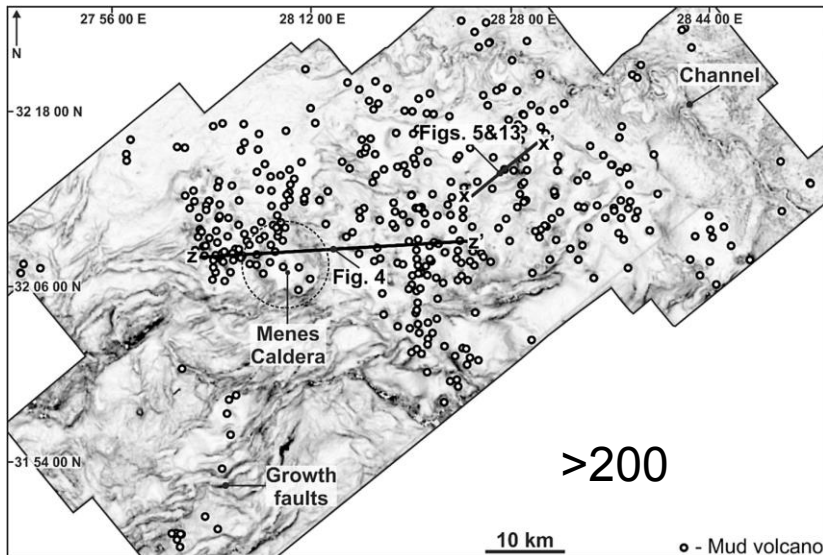 27 56 00 E
28 12 00 E
28 28 00 E
28 44 00 E
N
Channel
32 18 00 N
Figs. 5&13
x'
x
z'
z
Fig. 4
32 06 00 N
Menes
Caldera
31 54 00 N
>200
Growth
faults
10 km
- Mud volcano